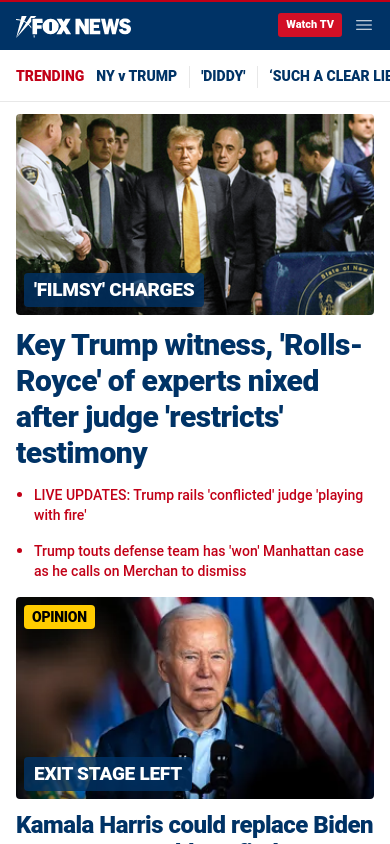 FOX NEWS
Watch TV
TRENDING NY v TRUMP 'DIDDY' ‘SUCH A CLEAR LIE
State of New
'FILMSY' CHARGES
Key Trump witness, 'Rolls-
Royce' of experts nixed
after judge 'restricts'
testimony
• LIVE UPDATES: Trump rails 'conflicted' judge 'playing
with fire'
• Trump touts defense team has 'won' Manhattan case
as he calls on Merchan to dismiss
OPINION
EXIT STAGE LEFT
Kamala Harris could replace Biden